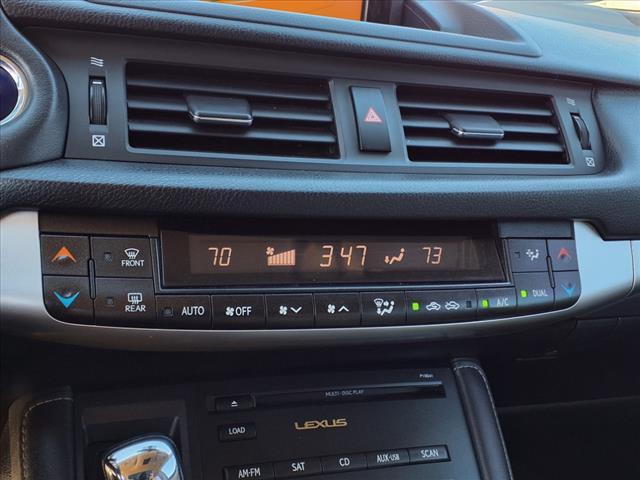 70 347 73
FRONT
REAR AUTO OFF A/C DUAL
MULTI-DISC PLAY
LOAD LEXUS
AM•FM SAT CD AUX•USB SCAN